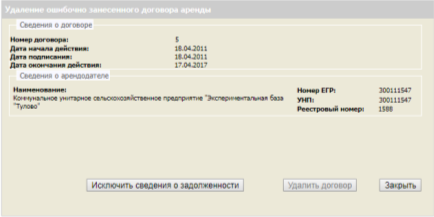 Удаление ошибочно занесенного договора аренды
Сведения о договоре
Номер договора: 5
Дата начала действия: 18.04.2011
Дата подписания: 18.04.2011
Дата окончания действия: 17.04.2017
Сведения о арендодателе
Наименование:
Коммунальное унитарное сельскохозяйственное предприятие "Экспериментальная база
"Тулово"
Номер ЕГР: 300111547
УНП: 300111547
Реестровый номер: 1588
Исключить сведения о задолженности Удалить договор Закрыть